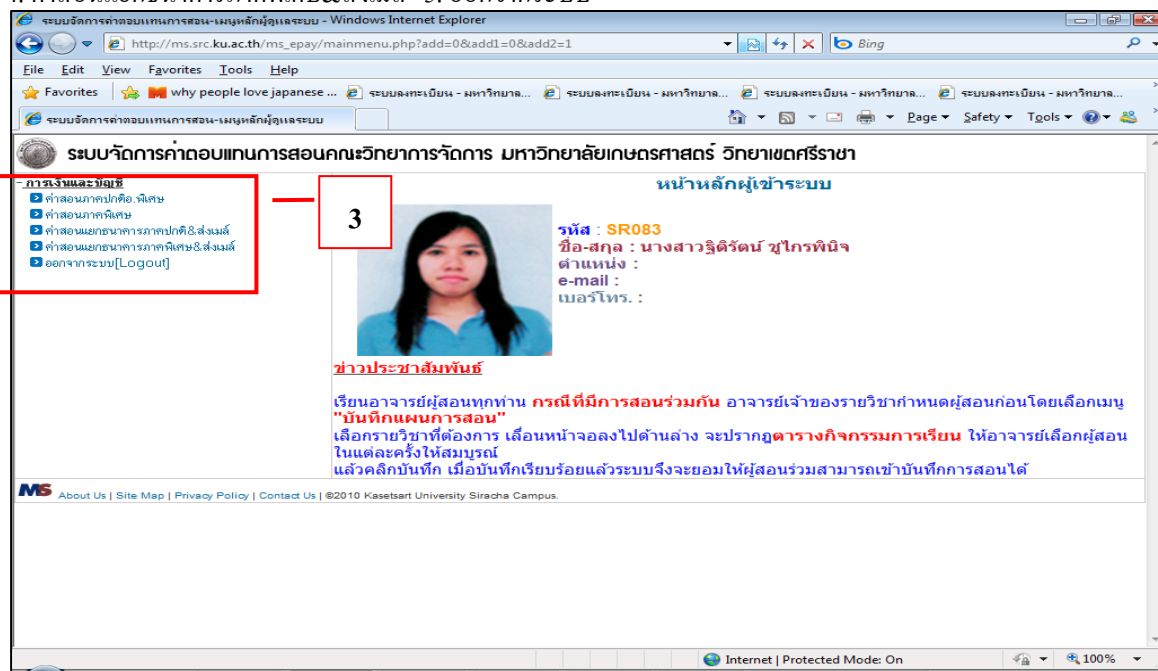 ระบบจัดการค่าตอบแทนการสอน-เมนูหลักผู้ดูแลระบบ - Windows Internet Explorer
http://ms.src.ku.ac.th/ms_epay/mainmenu.php?add=0&add1=0&add2=1
Bing
File Edit View Favorites Tools Help
Favorites why people love japanese ... ระบบลงทะเบียน - มหาวิทยาล... ระบบลงทะเบียน - มหาวิทยาล... ระบบลงทะเบียน - มหาวิทยาล... ระบบลงทะเบียน - มหาวิทยาล...
ระบบจัดการค่าตอบแทนการสอน-เมนูหลักผู้ดูแลระบบ
Page Safety Tools
ระบบจัดการค่าตอบแทนการสอนคณะวิทยาการจัดการ มหาวิทยาลัยเกษตรศาสตร์ วิทยาเขตศรีราชา
- การเงินและบัญชี
ค่าสอนภาคปกติอ.พิเศษ
ค่าสอนภาคพิเศษ
ค่าสอนแยกธนาคารภาคปกติ&ส่งเมล์
ค่าสอนแยกธนาคารภาคพิเศษ&ส่งเมล์
ออกจากระบบ[Logout]
3
หน้าหลักผู้เข้าระบบ
รหัส : SR083
ชื่อ-สกุล : นางสาวฐิติรัตน์ ชูไกรพินิจ
ตำแหน่ง :
e-mail :
เบอร์โทร. :
ข่าวประชาสัมพันธ์
เรียนอาจารย์ผู้สอนทุกท่าน กรณีที่มีการสอนร่วมกัน อาจารย์เจ้าของรายวิชากำหนดผู้สอนก่อนโดยเลือกเมนู
"บันทึกแผนการสอน"
เลือกรายวิชาที่ต้องการ เลื่อนหน้าจอลงไปด้านล่าง จะปรากฎตารางกิจกรรมการเรียน ให้อาจารย์เลือกผู้สอน
ในแต่ละครั้งให้สมบูรณ์
แล้วคลิกบันทึก เมื่อบันทึกเรียบร้อยแล้วระบบจึงจะยอมให้ผู้สอนร่วมสามารถเข้าบันทึกการสอนได้
MS About Us | Site Map | Privacy Policy | Contact Us | ©2010 Kasetsart University Siracha Campus.
Internet | Protected Mode: On
100%